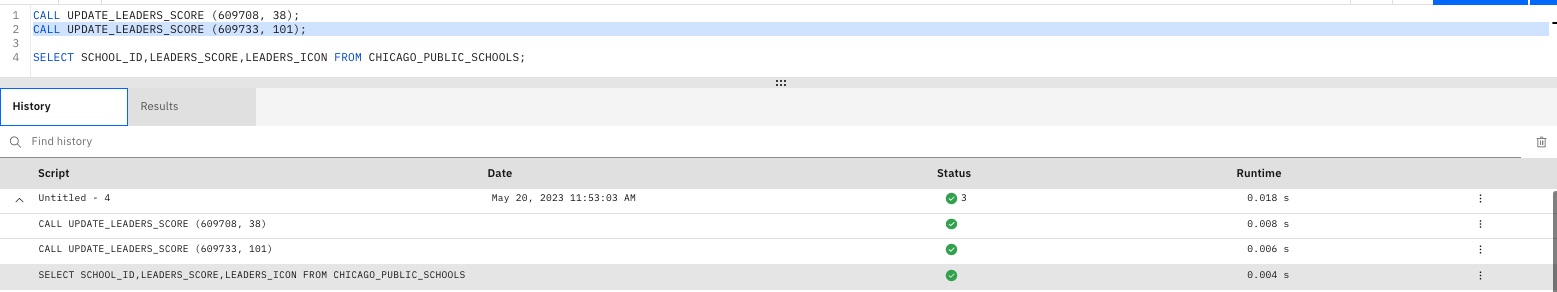 1 CALL UPDATE_LEADERS_SCORE (609708, 38);
2 CALL UPDATE_LEADERS_SCORE (609733, 101);
3
4 SELECT SCHOOL_ID,LEADERS_SCORE,LEADERS_ICON FROM CHICAGO_PUBLIC_SCHOOLS;
History Results
Find history
Script Date Status Runtime
Untitled - 4 May 20, 2023 11:53:03 AM 3 0.018 s
CALL UPDATE_LEADERS_SCORE (609708, 38) 0.008 s
CALL UPDATE_LEADERS_SCORE (609733, 101) 0.006 s
SELECT SCHOOL_ID,LEADERS_SCORE,LEADERS_ICON FROM CHICAGO_PUBLIC_SCHOOLS 0.004 s